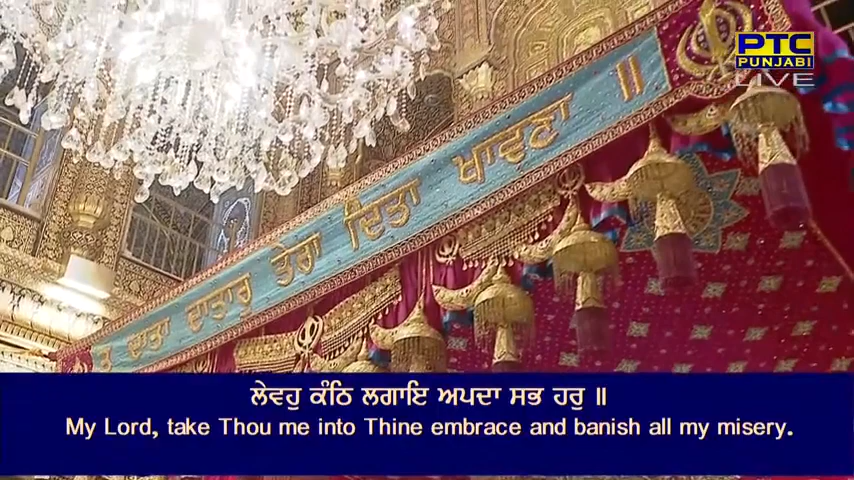 PTC
PUNJABI
LIVE
ਤੂੰ ਦਾਤਾ ਦਾਤਾਰੁ ਤੇਰਾ ਦਿਤਾ ਖਾਵਣਾ ॥
ਲੇਵਹੁ ਕੰਠਿ ਲਗਾਇ ਅਪਦਾ ਸਭ ਹਰੁ ॥
My Lord, take Thou me into Thine embrace and banish all my misery.